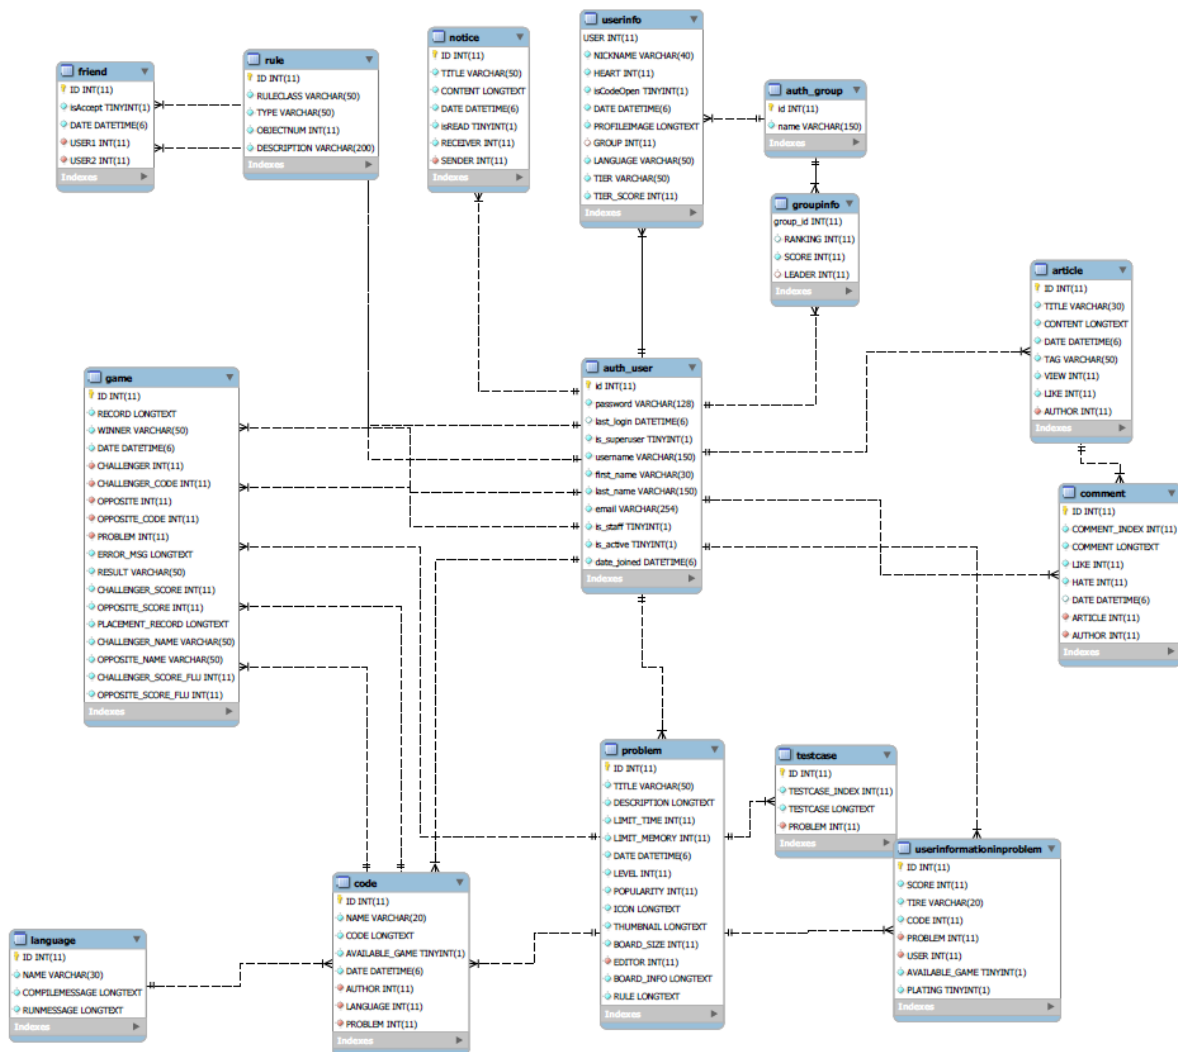 friend
ID INT(11)
isAccept TINYINT(1)
DATE DATETIME(6)
USER1 INT(11)
USER2 INT(11)
Indexes
rule
ID INT(11)
RULECLASS VARCHAR(50)
TYPE VARCHAR(50)
OBJECTNUM INT(11)
DESCRIPTION VARCHAR(200)
Indexes
notice
ID INT(11)
TITLE VARCHAR(50)
CONTENT LONGTEXT
DATE DATETIME(6)
isREAD TINYINT(1)
RECEIVER INT(11)
SENDER INT(11)
Indexes
userinfo
USER INT(11)
NICKNAME VARCHAR(40)
HEART INT(11)
isCodeOpen TINYINT(1)
DATE DATETIME(6)
PROFILEIMAGE LONGTEXT
GROUP INT(11)
LANGUAGE VARCHAR(50)
TIER VARCHAR(50)
TIER_SCORE INT(11)
Indexes
auth_group
id INT(11)
name VARCHAR(150)
Indexes
groupinfo
group_id INT(11)
RANKING INT(11)
SCORE INT(11)
LEADER INT(11)
Indexes
article
ID INT(11)
TITLE VARCHAR(30)
CONTENT LONGTEXT
DATE DATETIME(6)
TAG VARCHAR(50)
VIEW INT(11)
LIKE INT(11)
AUTHOR INT(11)
Indexes
game
ID INT(11)
RECORD LONGTEXT
WINNER VARCHAR(50)
DATE DATETIME(6)
CHALLENGER INT(11)
CHALLENGER_CODE INT(11)
OPPOSITE INT(11)
OPPOSITE_CODE INT(11)
PROBLEM INT(11)
ERROR_MSG LONGTEXT
RESULT VARCHAR(50)
CHALLENGER_SCORE INT(11)
OPPOSITE_SCORE INT(11)
PLACEMENT_RECORD LONGTEXT
CHALLENGER_NAME VARCHAR(50)
OPPOSITE_NAME VARCHAR(50)
CHALLENGER_SCORE_FLU INT(11)
OPPOSITE_SCORE_FLU INT(11)
Indexes
auth_user
id INT(11)
password VARCHAR(128)
last_login DATETIME(6)
is_superuser TINYINT(1)
username VARCHAR(150)
first_name VARCHAR(30)
last_name VARCHAR(150)
email VARCHAR(254)
is_staff TINYINT(1)
is_active TINYINT(1)
date_joined DATETIME(6)
Indexes
comment
ID INT(11)
COMMENT_INDEX INT(11)
COMMENT LONGTEXT
LIKE INT(11)
HATE INT(11)
DATE DATETIME(6)
ARTICLE INT(11)
AUTHOR INT(11)
Indexes
problem
ID INT(11)
TITLE VARCHAR(50)
DESCRIPTION LONGTEXT
LIMIT_TIME INT(11)
LIMIT_MEMORY INT(11)
DATE DATETIME(6)
LEVEL INT(11)
POPULARITY INT(11)
ICON LONGTEXT
THUMBNAIL LONGTEXT
BOARD_SIZE INT(11)
EDITOR INT(11)
BOARD_INFO LONGTEXT
RULE LONGTEXT
Indexes
testcase
ID INT(11)
TESTCASE_INDEX INT(11)
TESTCASE LONGTEXT
PROBLEM INT(11)
Indexes
userinformationinproblem
ID INT(11)
SCORE INT(11)
TIRE VARCHAR(20)
CODE INT(11)
PROBLEM INT(11)
USER INT(11)
AVAILABLE_GAME TINYINT(1)
PLATING TINYINT(1)
Indexes
code
ID INT(11)
NAME VARCHAR(20)
CODE LONGTEXT
AVAILABLE_GAME TINYINT(1)
DATE DATETIME(6)
AUTHOR INT(11)
LANGUAGE INT(11)
PROBLEM INT(11)
Indexes
language
ID INT(11)
NAME VARCHAR(30)
COMPILEMESSAGE LONGTEXT
RUNMESSAGE LONGTEXT
Indexes